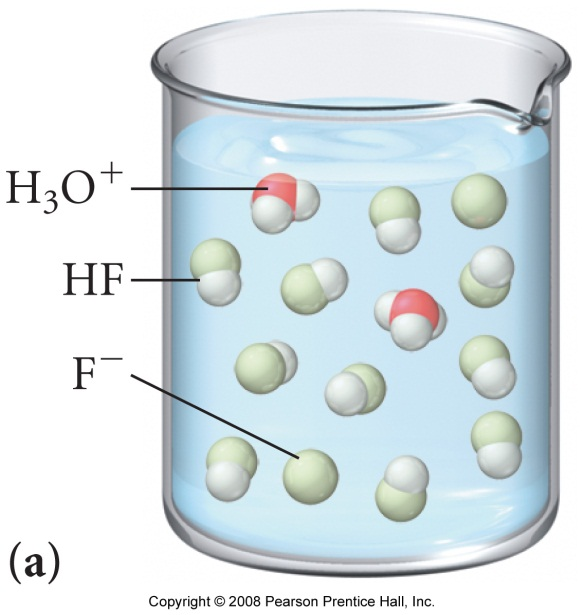 H₃O⁺
HF
F⁻
(a)
Copyright © 2008 Pearson Prentice Hall, Inc.